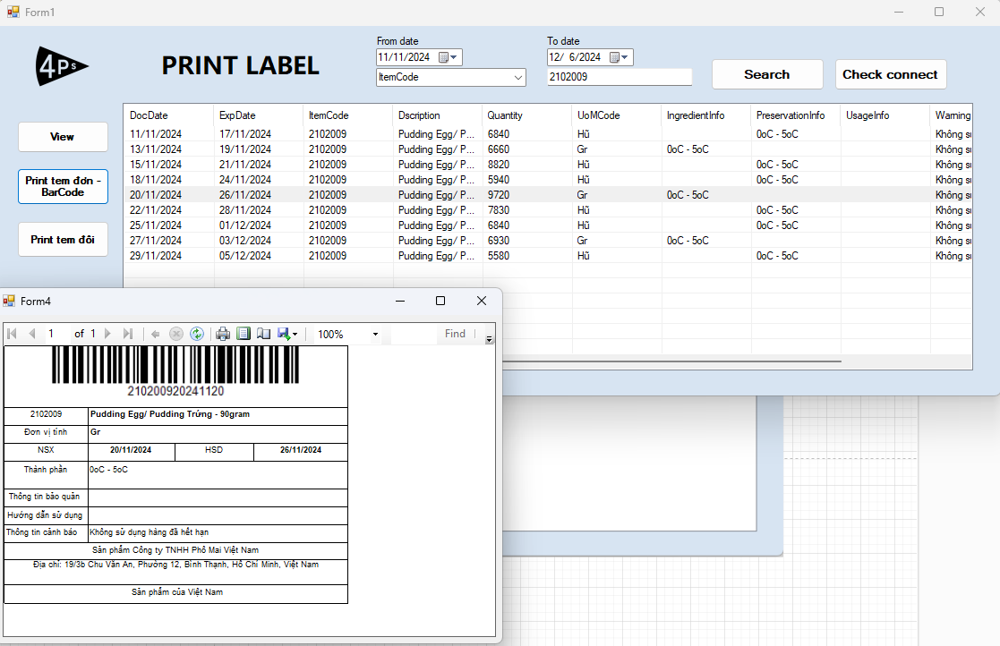 Form1
4Ps
PRINT LABEL
From date
To date
11/11/2024
12/ 6/2024
ItemCode
2102009
Search
Check connect
View
Print tem đơn -
BarCode
Print tem đôi
DocDate ExpDate ItemCode Dscription Quantity UoMCode IngredientInfo PreservationInfo UsageInfo Warning
11/11/2024 17/11/2024 2102009 Pudding Egg/ P... 6840 Hũ 0oC - 5oC Không s
13/11/2024 19/11/2024 2102009 Pudding Egg/ P... 6660 Gr 0oC - 5oC Không s
15/11/2024 21/11/2024 2102009 Pudding Egg/ P... 8820 Hũ 0oC - 5oC Không s
18/11/2024 24/11/2024 2102009 Pudding Egg/ P... 5940 Hũ 0oC - 5oC Không s
20/11/2024 26/11/2024 2102009 Pudding Egg/ P... 9720 Gr 0oC - 5oC Không s
22/11/2024 28/11/2024 2102009 Pudding Egg/ P... 7830 Hũ 0oC - 5oC Không s
25/11/2024 01/12/2024 2102009 Pudding Egg/ P... 6840 Hũ 0oC - 5oC Không s
27/11/2024 03/12/2024 2102009 Pudding Egg/ P... 6930 Gr 0oC - 5oC Không s
29/11/2024 05/12/2024 2102009 Pudding Egg/ P... 5580 Hũ 0oC - 5oC Không s
Form4
1 of 1 100% Find
210200920241120
2102009 Pudding Egg/ Pudding Trứng - 90gram
Đơn vị tính Gr
NSX 20/11/2024 HSD 26/11/2024
Thành phần 0oC - 5oC
Thông tin bảo quản
Hướng dẫn sử dụng
Thông tin cảnh báo Không sử dụng hàng đã hết hạn
Sản phẩm Công ty TNHH Phô Mai Việt Nam
Địa chỉ: 19/3b Chu Văn An, Phường 12, Bình Thạnh, Hồ Chí Minh, Việt Nam
Sản phẩm của Việt Nam